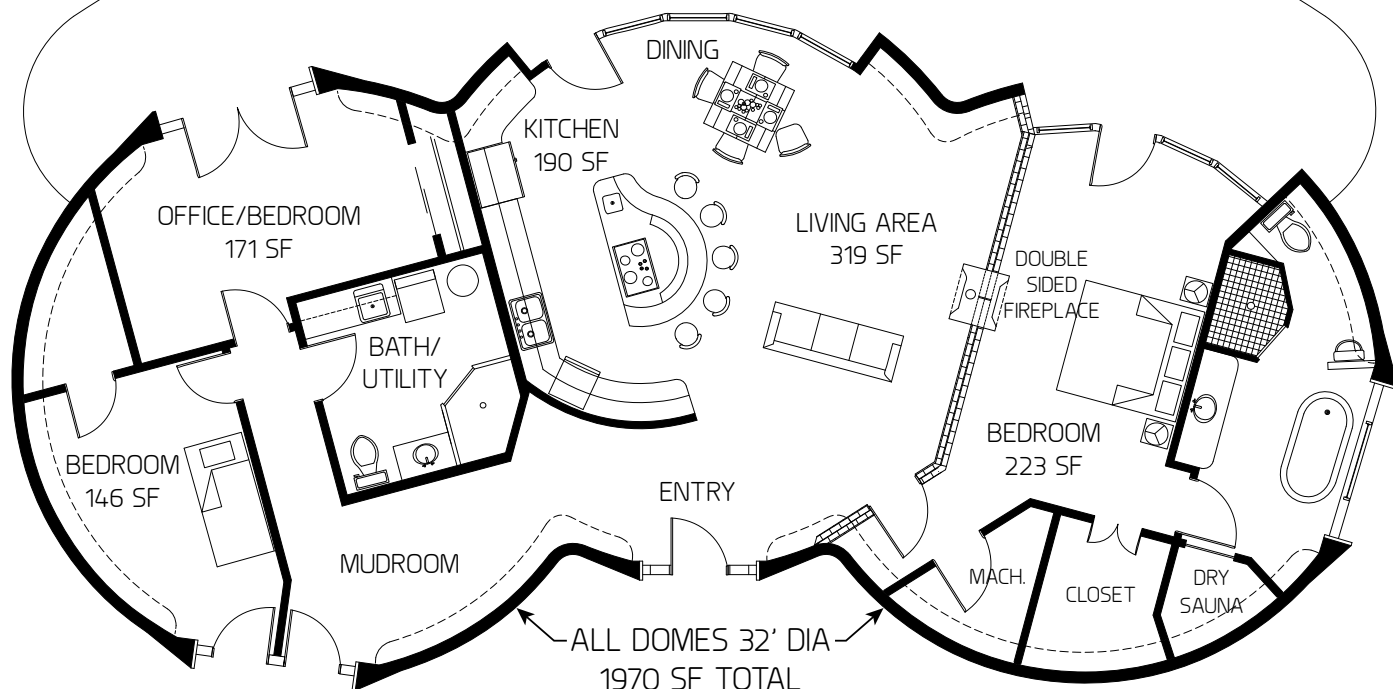 DINING
KITCHEN
190 SF
OFFICE/BEDROOM
171 SF
LIVING AREA
319 SF
DOUBLE
SIDED
FIREPLACE
BATH/
UTILITY
BEDROOM
146 SF
BEDROOM
223 SF
ENTRY
MUDROOM
MACH.
CLOSET
DRY
SAUNA
ALL DOMES 32' DIA
1970 SF TOTAL